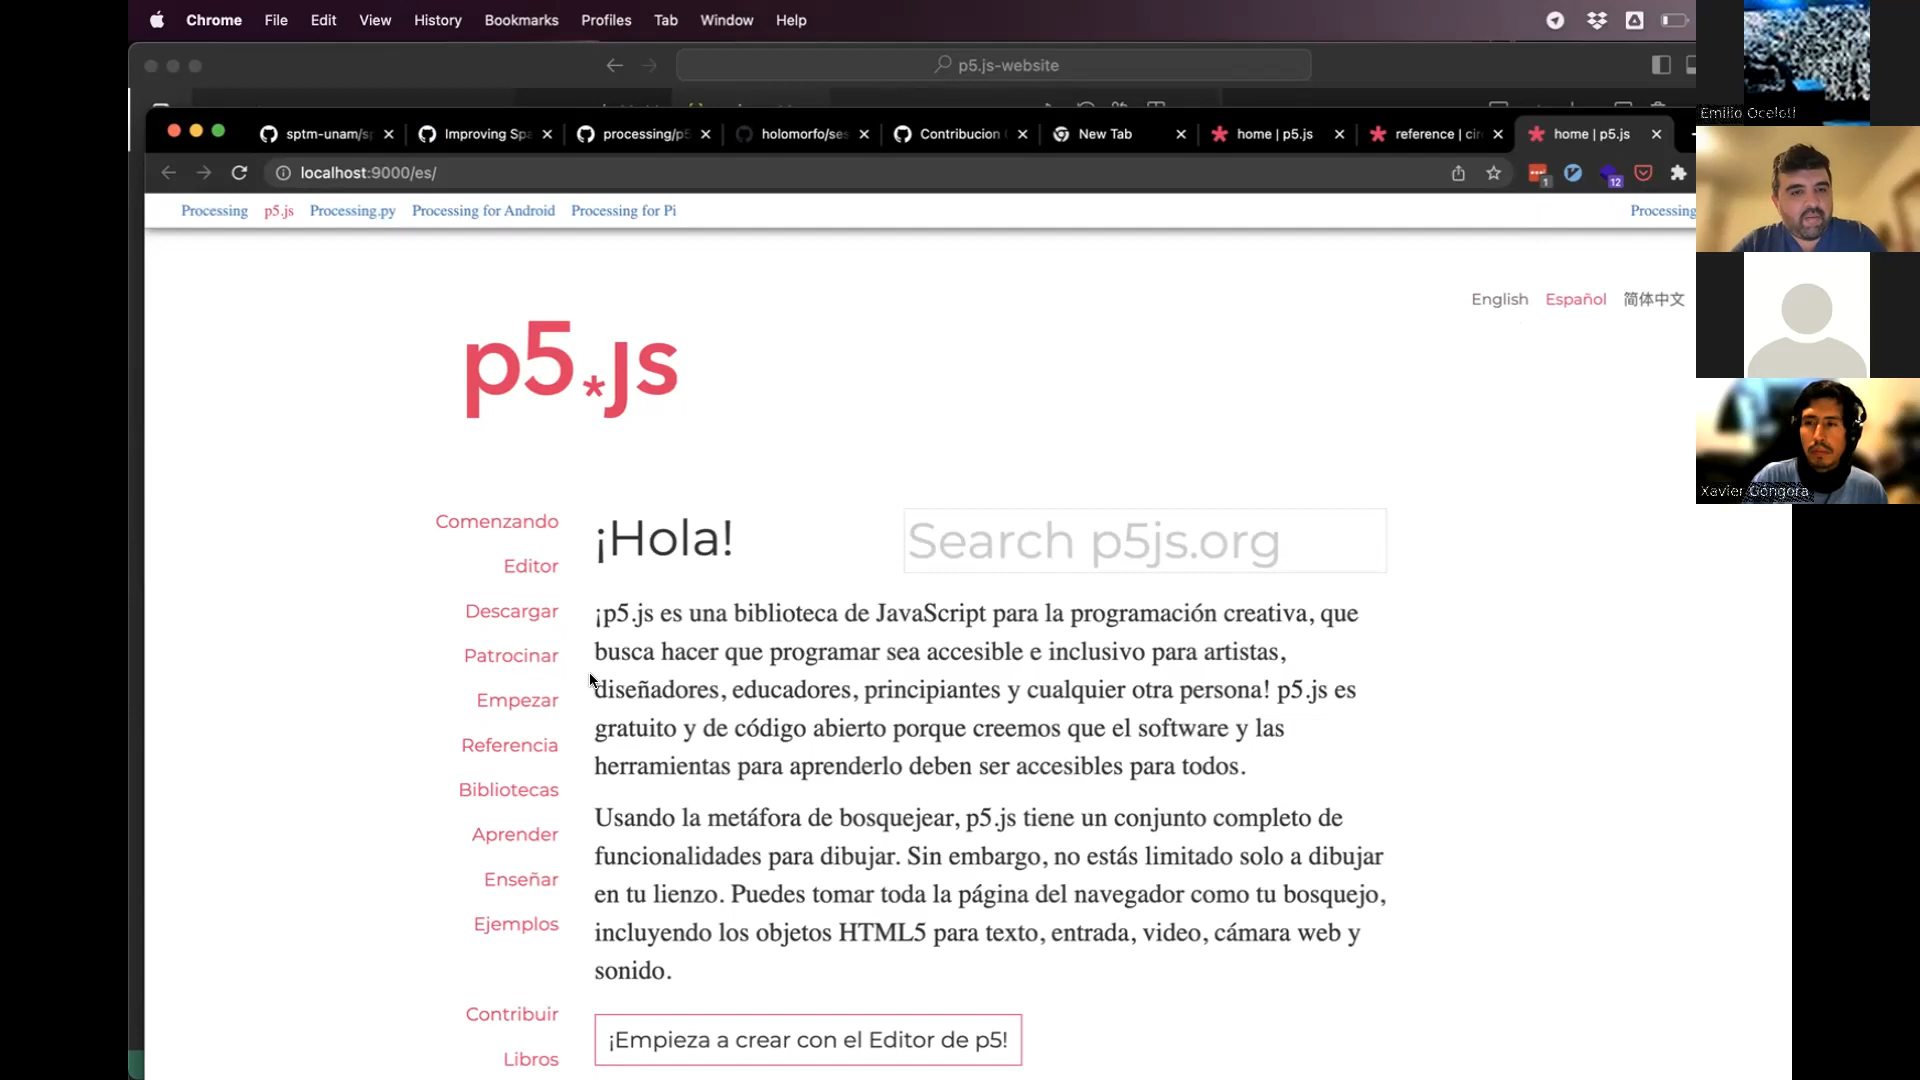 Chrome File Edit View History Bookmarks Profiles Tab Window Help
p5.js-website
sptm-unam/s
Improving Spa
processing/p5
holomorfo/ses
Contribucion
New Tab
home | p5.js
reference | cir
home | p5.js
localhost:9000/es/
1
12
Processing p5.js Processing.py Processing for Android Processing for Pi
Processing
English Español 简体中文
p5*js
Comenzando
Editor
Descargar
Patrocinar
Empezar
Referencia
Bibliotecas
Aprender
Enseñar
Ejemplos
Contribuir
Libros
¡Hola!
Search p5js.org
¡p5.js es una biblioteca de JavaScript para la programación creativa, que
busca hacer que programar sea accesible e inclusivo para artistas,
diseñadores, educadores, principiantes y cualquier otra persona! p5.js es
gratuito y de código abierto porque creemos que el software y las
herramientas para aprenderlo deben ser accesibles para todos.
Usando la metáfora de bosquejear, p5.js tiene un conjunto completo de
funcionalidades para dibujar. Sin embargo, no estás limitado solo a dibujar
en tu lienzo. Puedes tomar toda la página del navegador como tu bosquejo,
incluyendo los objetos HTML5 para texto, entrada, video, cámara web y
sonido.
¡Empieza a crear con el Editor de p5!
Emilio Ocelotl
Xavier Góngora